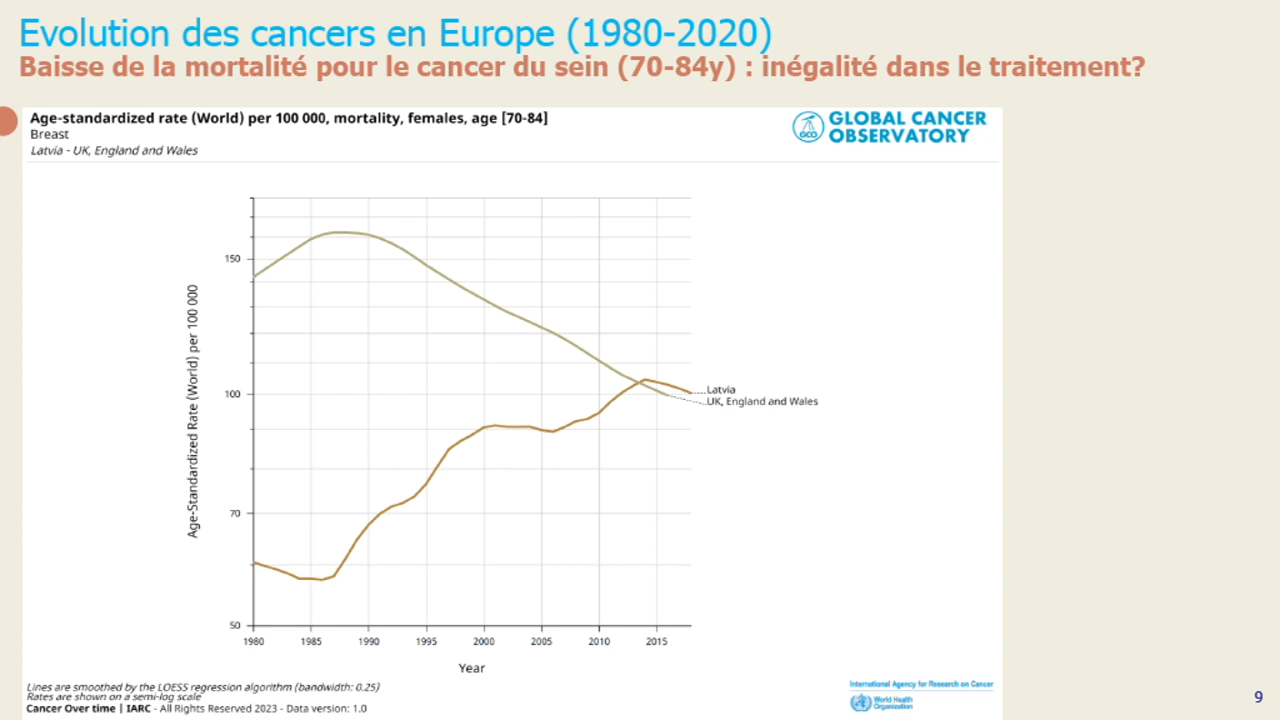 Evolution des cancers en Europe (1980-2020)
Baisse de la mortalité pour le cancer du sein (70-84y) : inégalité dans le traitement?
Age-standardized rate (World) per 100 000, mortality, females, age [70-84]
Breast
Latvia - UK, England and Wales
GCO
GLOBAL CANCER
OBSERVATORY
Age-Standardized Rate (World) per 100 000
150
100
70
50
Latvia
UK, England and Wales
1980 1985 1990 1995 2000 2005 2010 2015
Year
Lines are smoothed by the LOESS regression algorithm (bandwidth: 0.25)
Rates are shown on a semi-log scale
Cancer Over time | IARC - All Rights Reserved 2023 - Data version: 1.0
International Agency for Research on Cancer
World Health
Organization
9